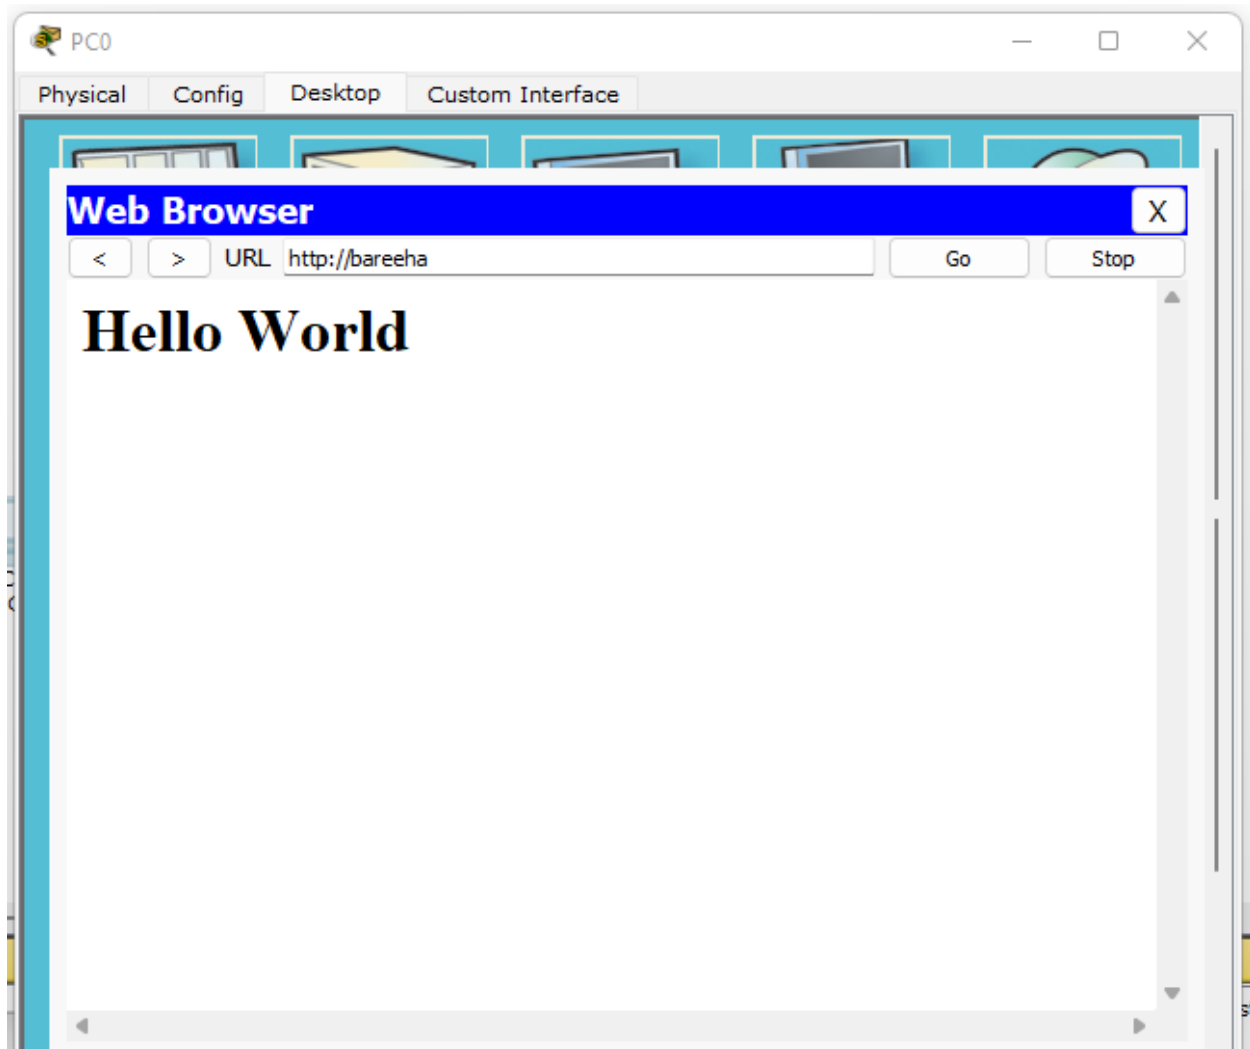 PC0
Physical Config Desktop Custom Interface
Web Browser X
< > URL http://bareeha Go Stop
Hello World